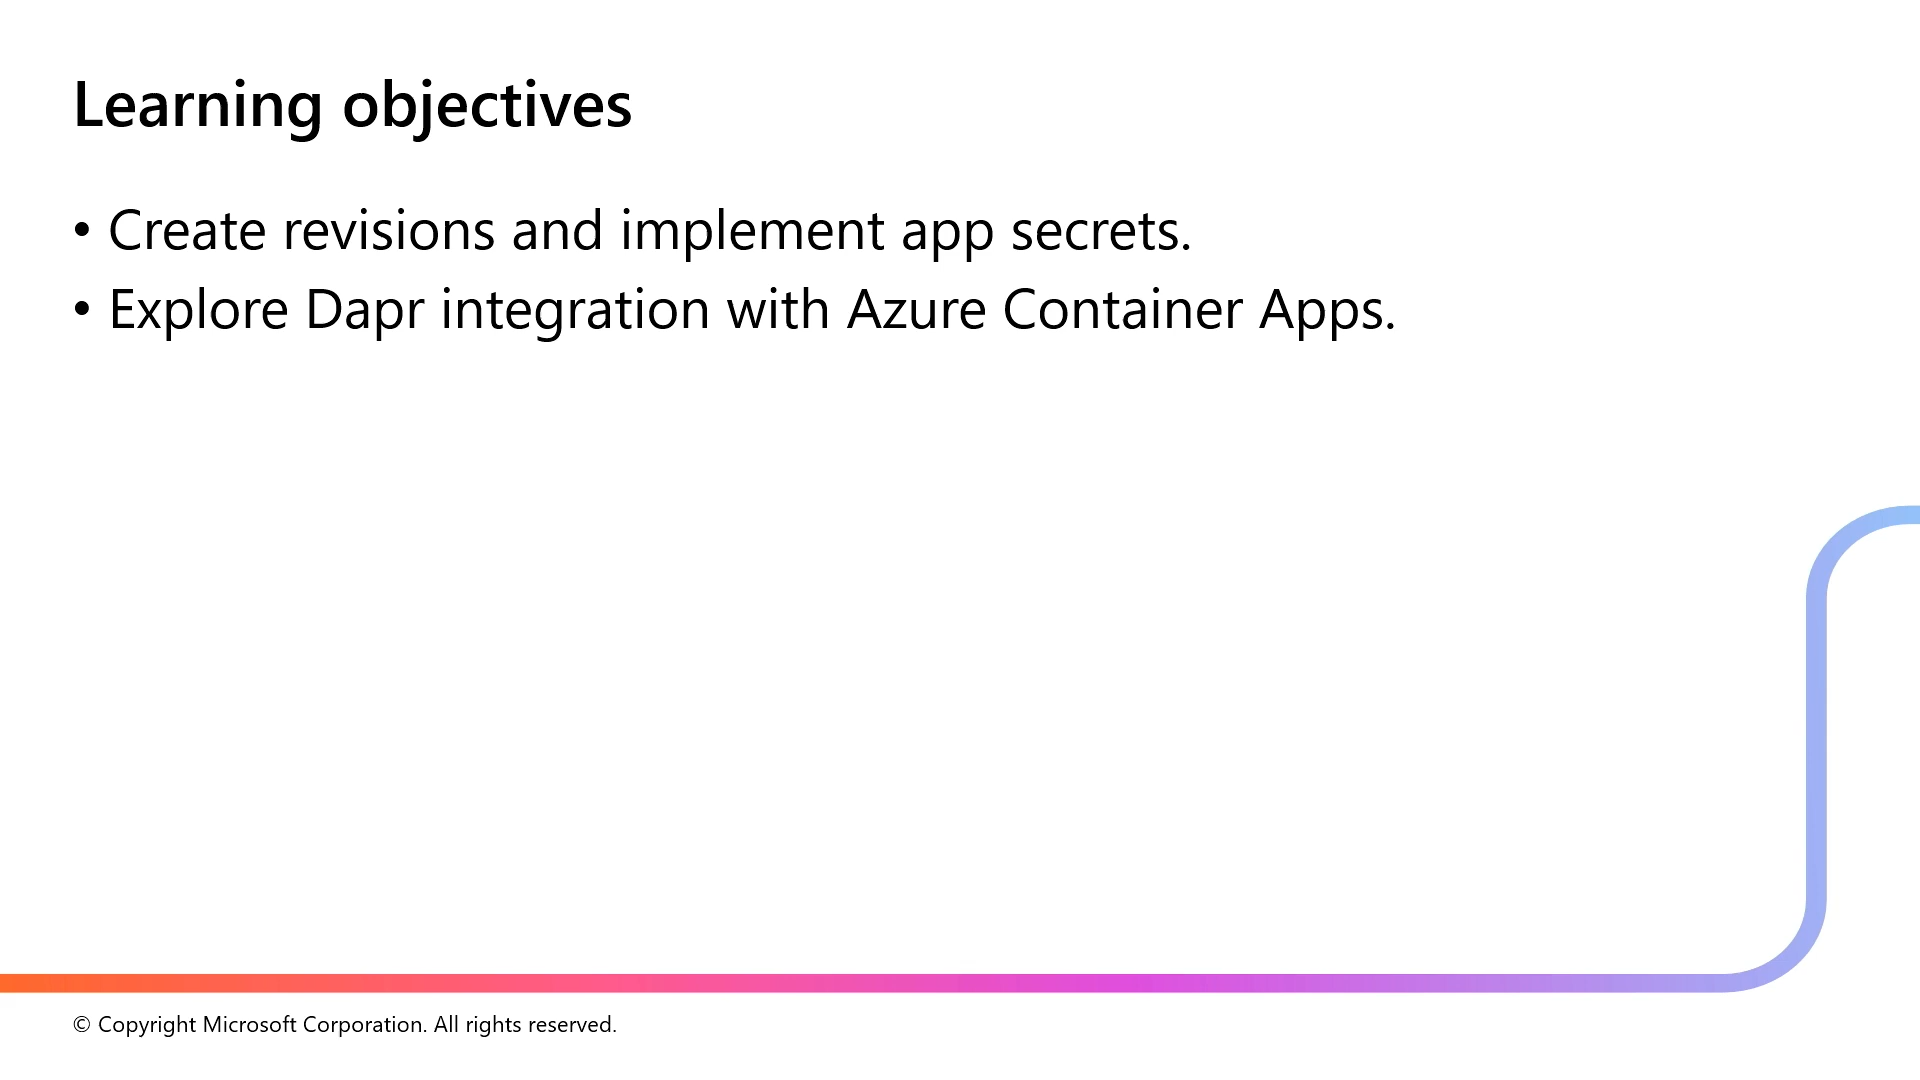 Learning objectives
• Create revisions and implement app secrets.
• Explore Dapr integration with Azure Container Apps.
© Copyright Microsoft Corporation. All rights reserved.